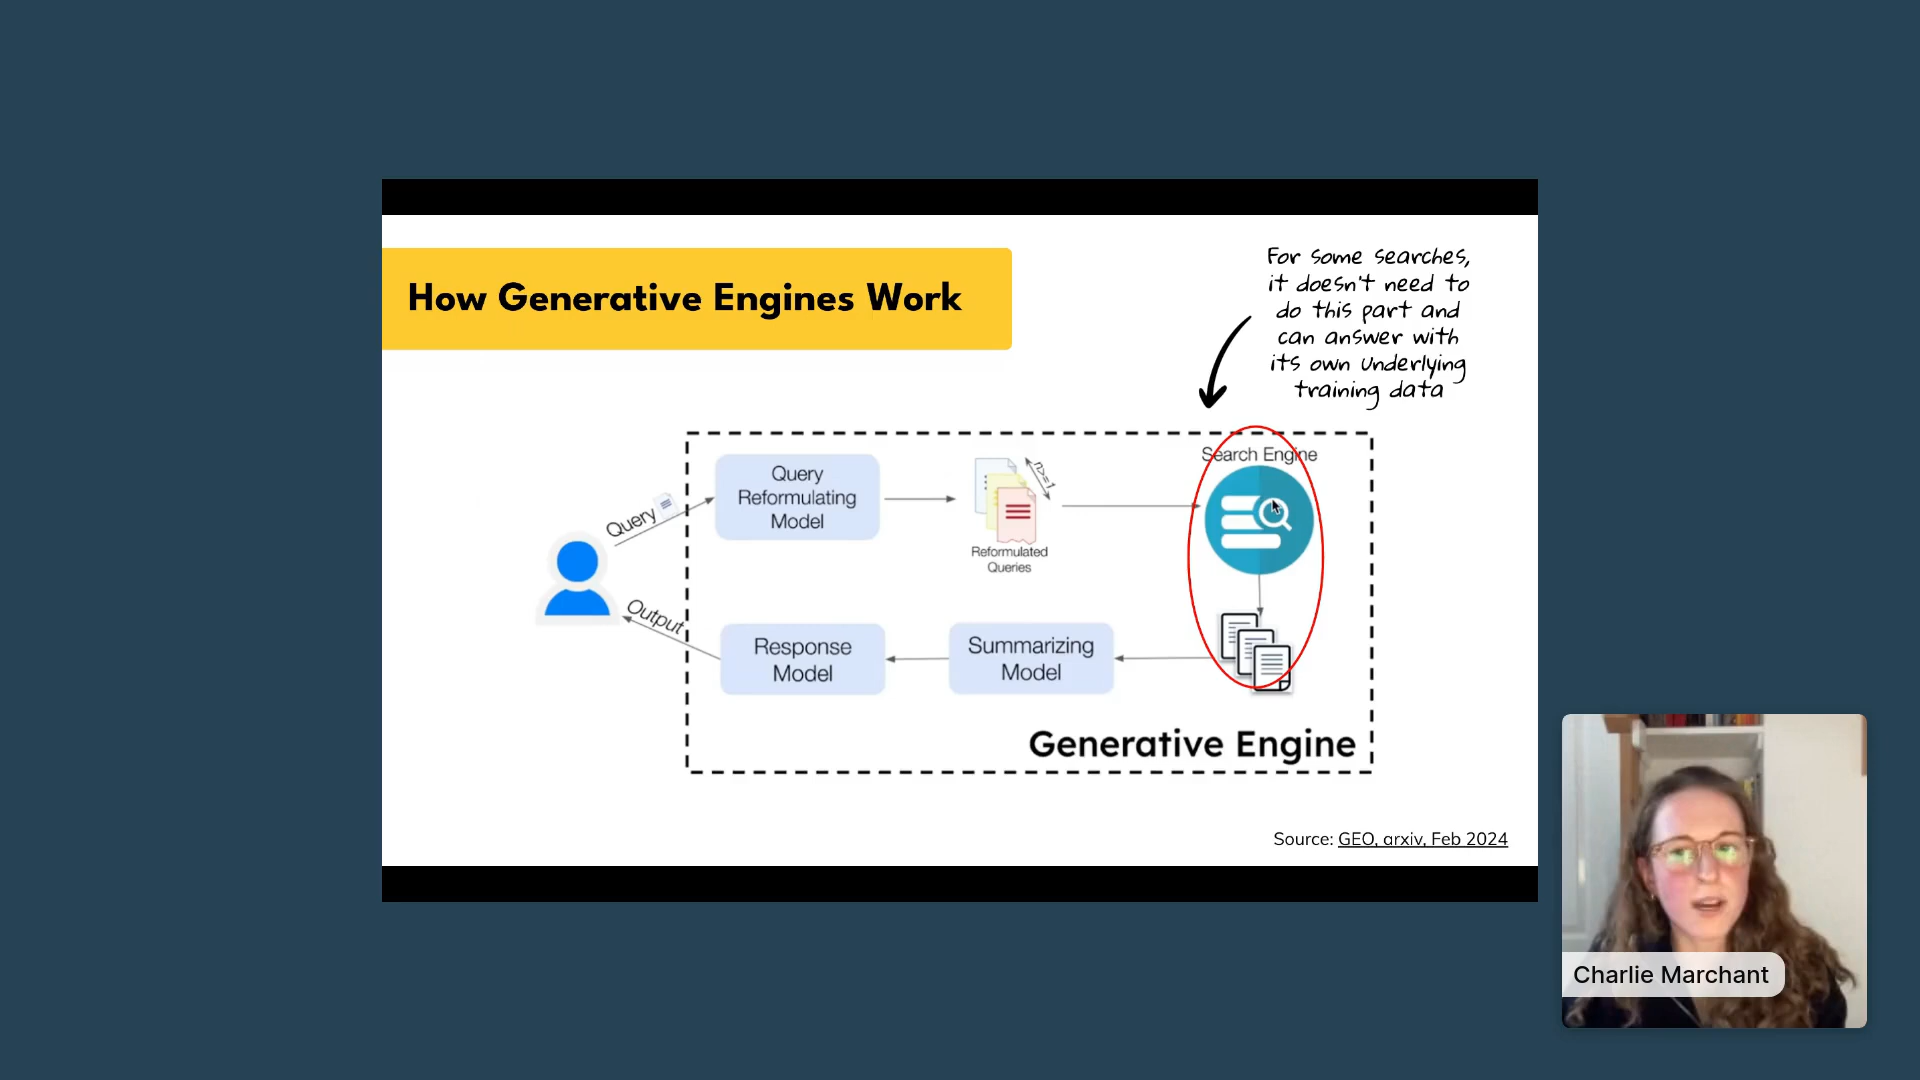 How Generative Engines Work
For some searches,
it doesn't need to
do this part and
can answer with
its own underlying
training data
Search Engine
Query
Reformulating
Model
n>=1
Query
Reformulated
Queries
Output
Response
Model
Summarizing
Model
Generative Engine
Source: GEO, arxiv, Feb 2024
Charlie Marchant